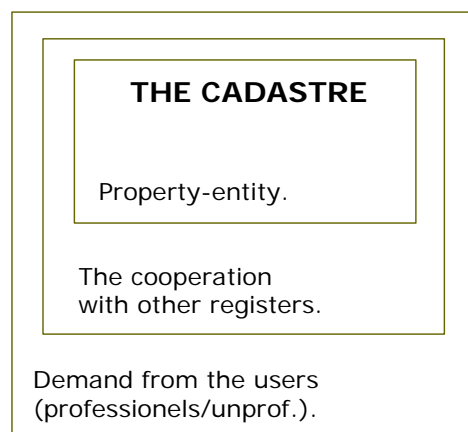 THE CADASTRE
Property-entity.
The cooperation
with other registers.
Demand from the users
(professionels/unprof.).